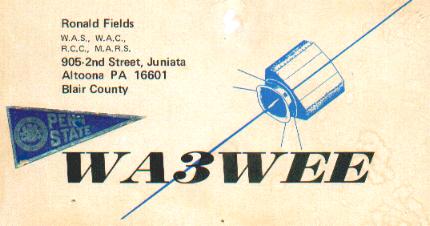 Ronald Fields
W.A.S., W.A.C.,
R.C.C., M.A.R.S.
905-2nd Street, Juniata
Altoona PA 16601
Blair County
PENN
STATE
WA3WEE